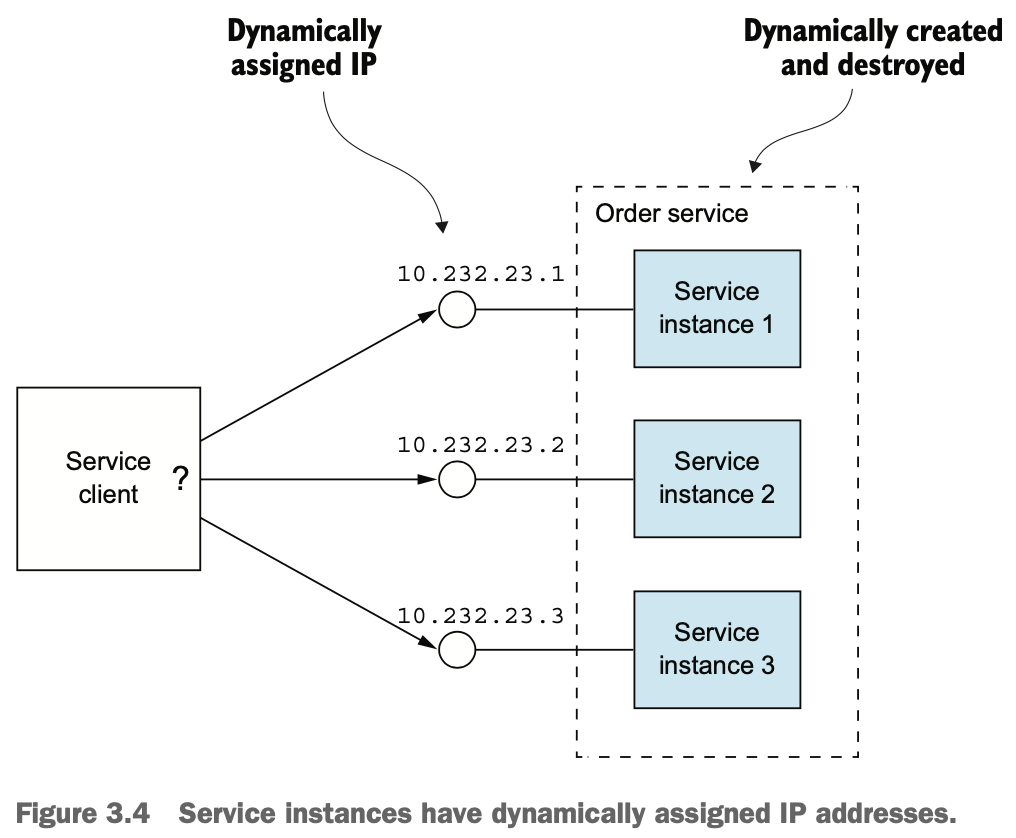 Dynamically
assigned IP
Dynamically created
and destroyed
Order service
10.232.23.1
Service
instance 1
Service
client
?
10.232.23.2
Service
instance 2
10.232.23.3
Service
instance 3
Figure 3.4 Service instances have dynamically assigned IP addresses.